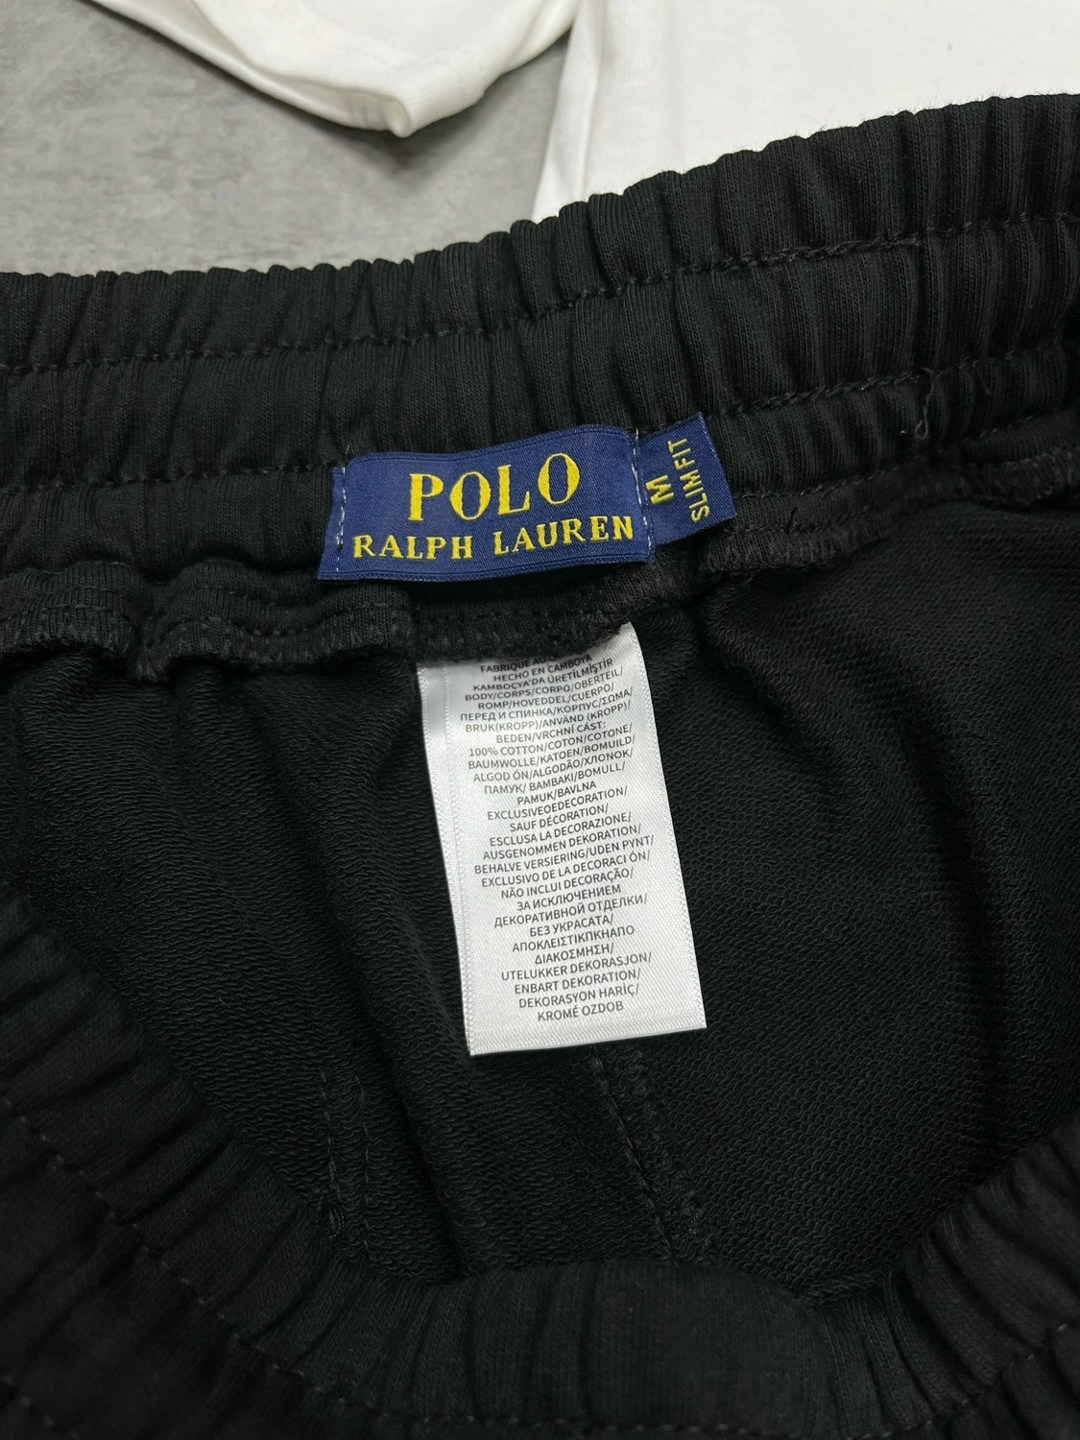 POLO
RALPH LAUREN
M
SLIM FIT
HECHO EN CAMBOYA
KAMBOÇYA'DA ÜRETİLMİŞTİR
BODY/CORPS/CORPO/OBERTEIL/
ROMP/HOVEDDEL/CUERPO/
ПЕРЕД И СПИНКА/КОРПУС/ΣΩΜΑ/
BRUK(KROPP)/ANVÄND (KROPP)/
BEDEN/VRCHNÍ CÁST:
100% COTTON/COTON/COTONE/
BAUMWOLLE/KATOEN/BOMUILD/
ALGOD ÓN/ALGODÃO/ХЛОПОК/
ПАМУК/ BAMBAKI/BOMULL/
PAMUK/BAVLNA
EXCLUSIVEOEDECORATION/
SAUF DÉCORATION/
ESCLUSA LA DECORAZIONE/
AUSGENOMMEN DEKORATION/
BEHALVE VERSIERING/UDEN PYNT/
EXCLUSIVO DE LA DECORACI ÓN/
NÃO INCLUI DECORAÇÃO/
ЗА ИСКЛЮЧЕНИЕМ
ДЕКОРАТИВНОЙ ОТДЕЛКИ/
БЕЗ УКРАСАТА/
ΑΠΟΚΛΕΙΣΤΙΚΠΚΗΑΠΟ
ΔΙΑΚΟΣΜΗΣΗ/
UTELUKKER DEKORASJON/
ENBART DEKORATION/
DEKORASYON HARİÇ/
KROMÉ OZDOB